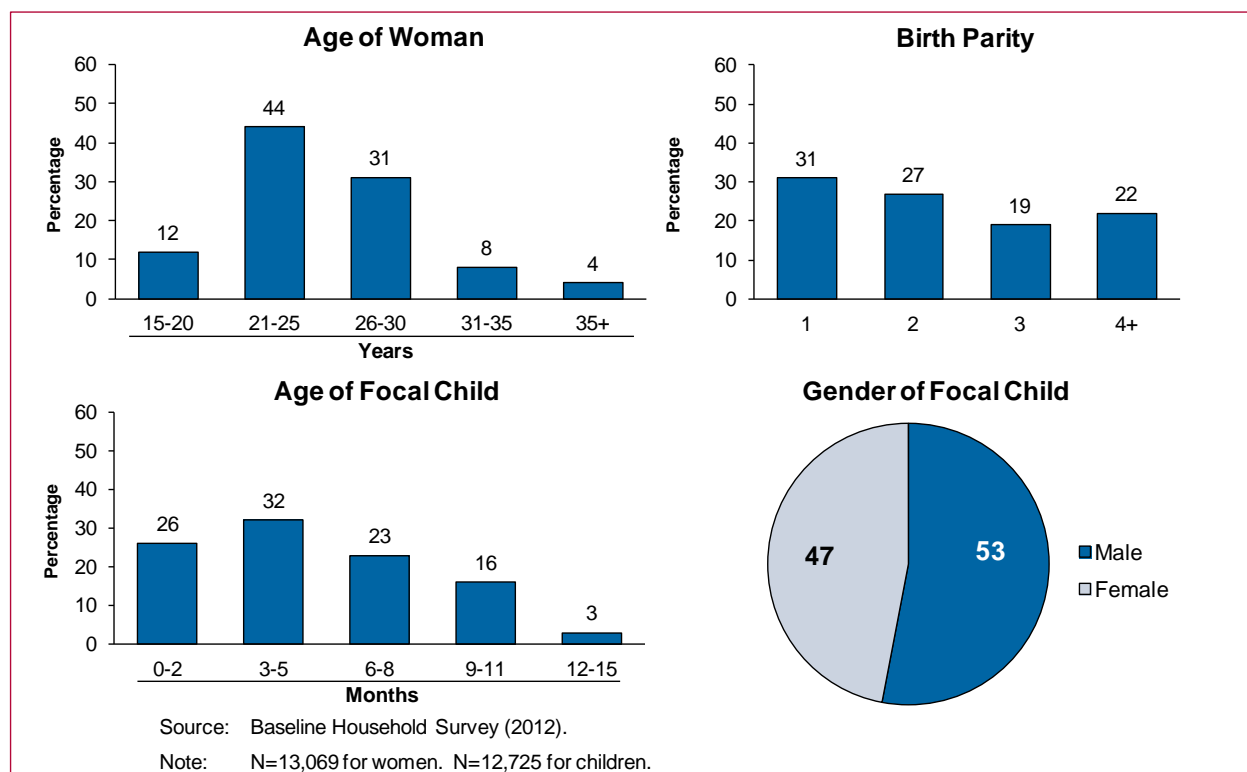 Age of Woman
60
50
40
30
20
10
0
Percentage
12
44
31
8
4
15-20 21-25 26-30 31-35 35+
Years
Birth Parity
60
50
40
30
20
10
0
Percentage
31
27
19
22
1 2 3 4+
Age of Focal Child
60
50
40
30
20
10
0
Percentage
26
32
23
16
3
0-2 3-5 6-8 9-11 12-15
Months
Gender of Focal Child
47
53
Male
Female
Source: Baseline Household Survey (2012).
Note: N=13,069 for women. N=12,725 for children.